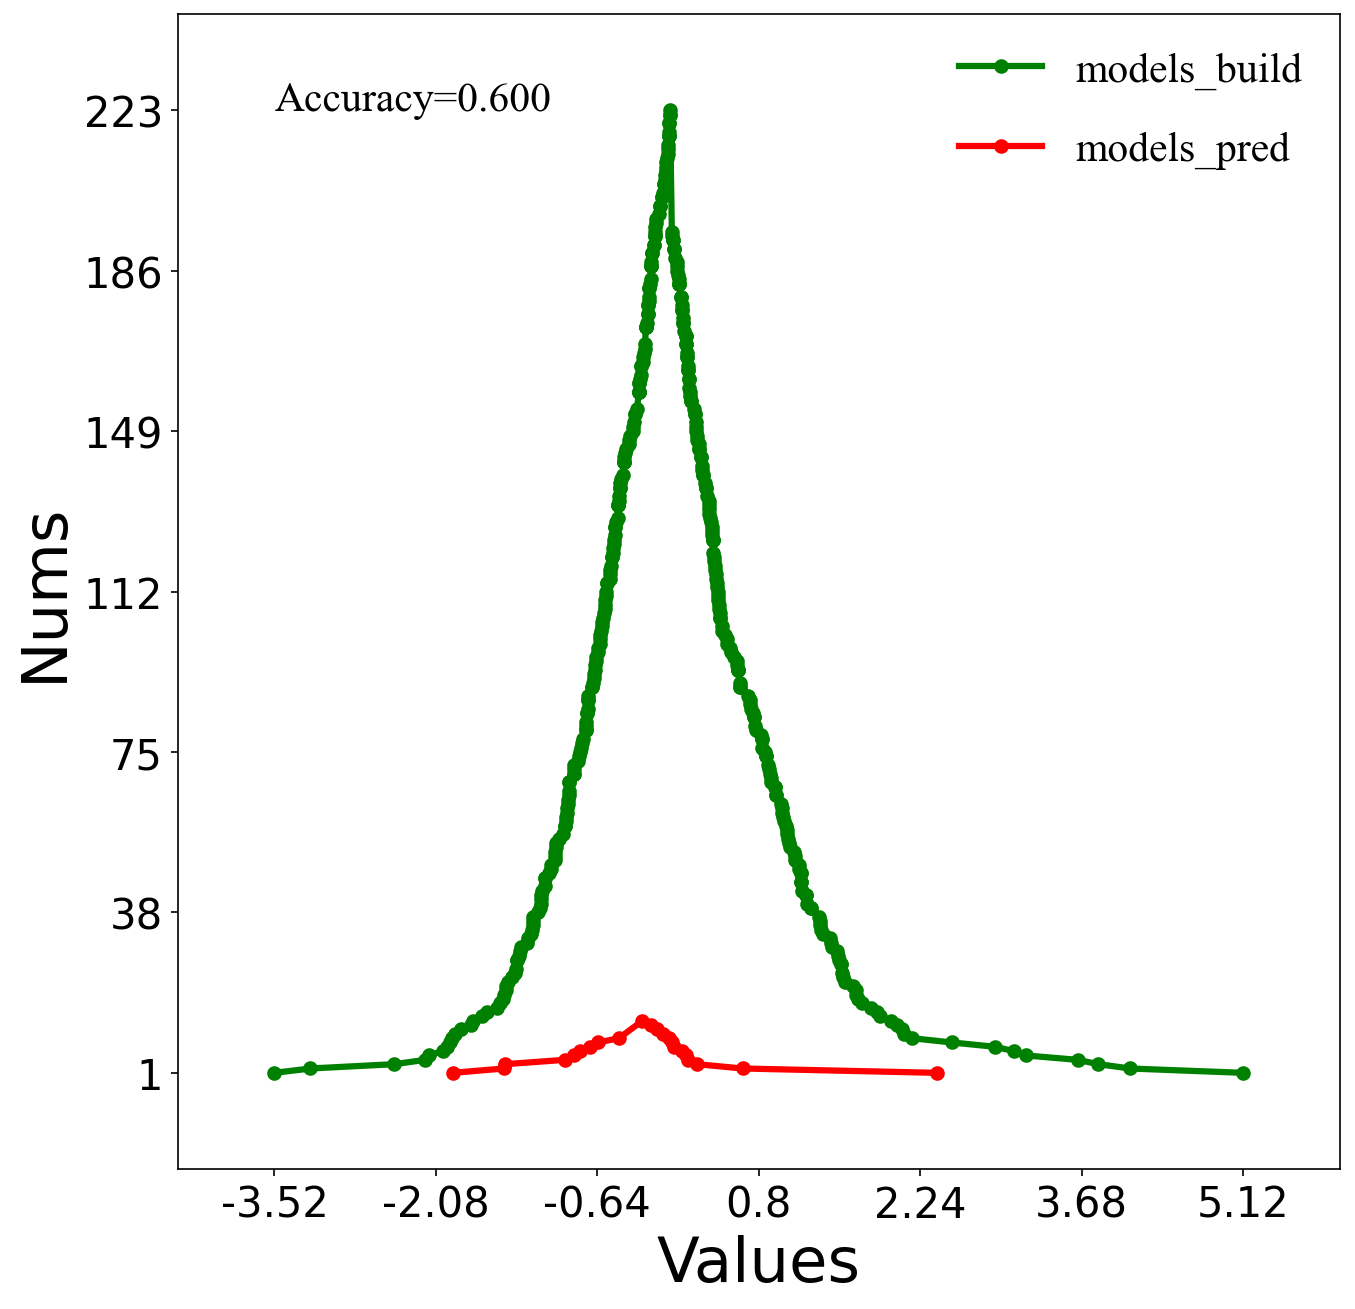 models_build
Accuracy=0.600
models_pred
223
186
149
112
75
38
1
Nums
-3.52 -2.08 -0.64 0.8 2.24 3.68 5.12
Values